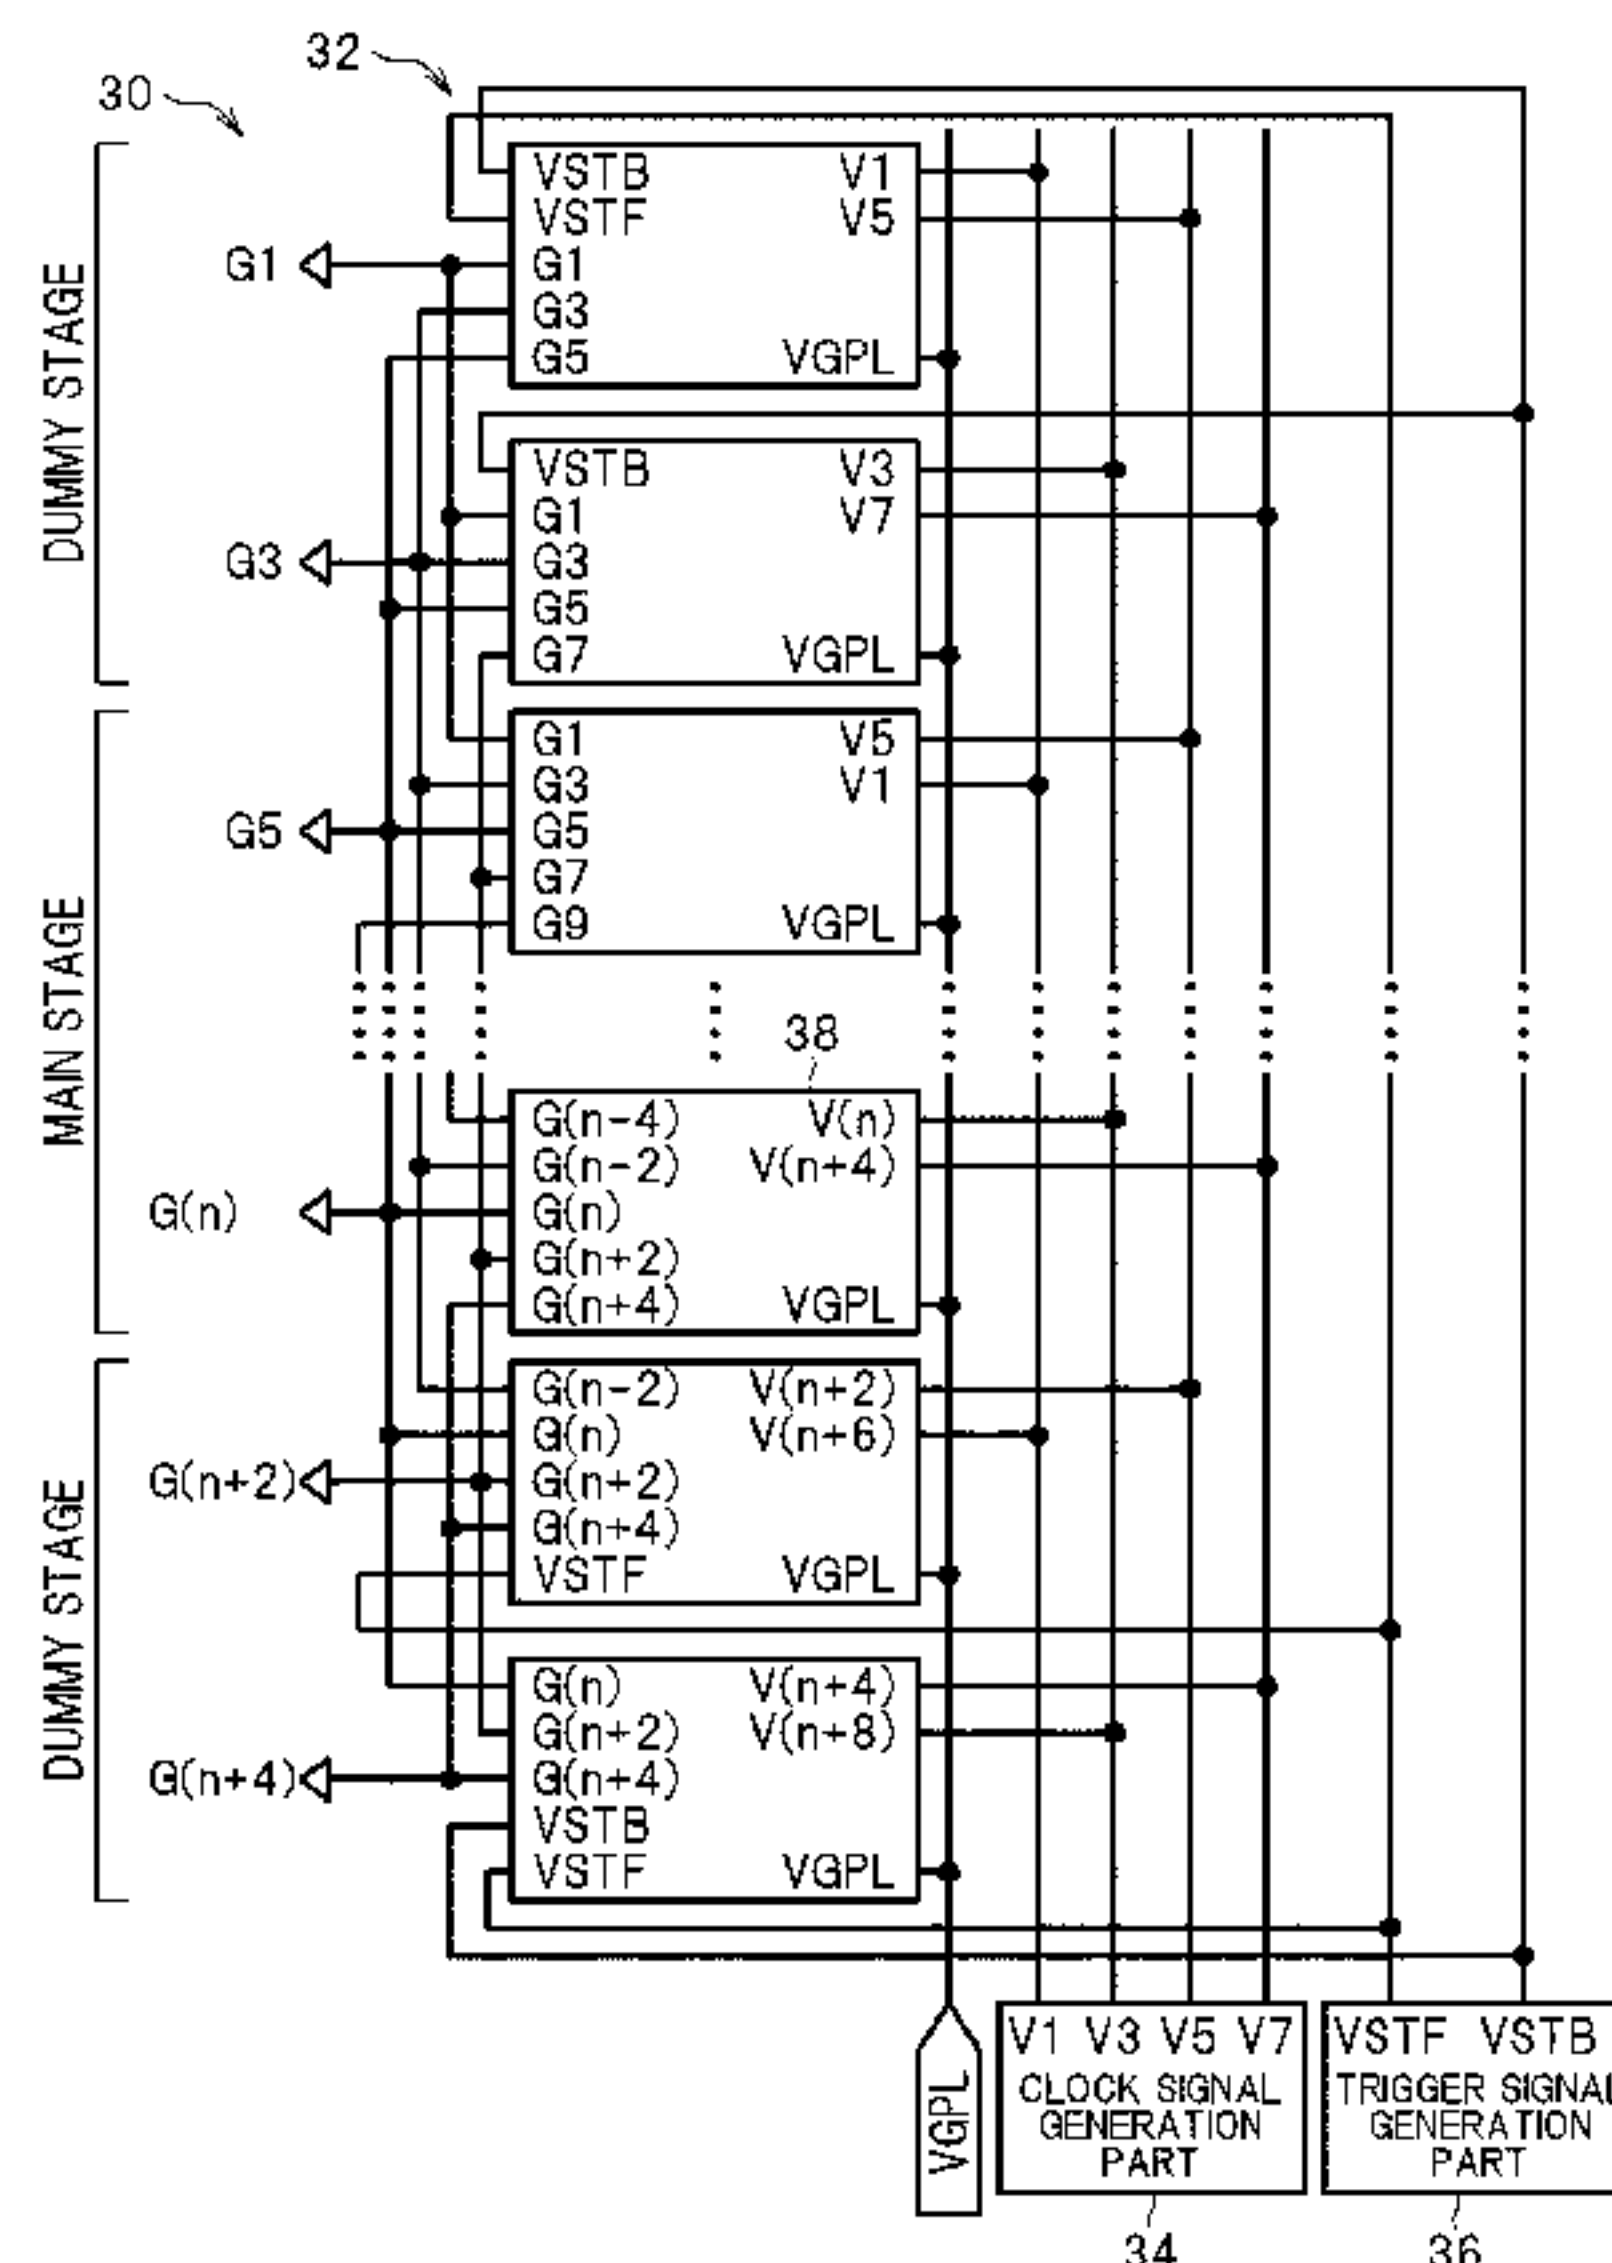 32
30
DUMMY STAGE
VSTB V1
VSTF V5
G1 G1
G3
G5 VGPL
VSTB V3
G1 V7
G3 G3
G5
G7 VGPL
MAIN STAGE
G1 V5
G3 V1
G5 G5
G7
G9 VGPL
38
G(n-4) V(n)
G(n-2) V(n+4)
G(n) G(n)
G(n+2)
G(n+4) VGPL
DUMMY STAGE
G(n-2) V(n+2)
G(n) V(n+6)
G(n+2) G(n+2)
G(n+4)
VSTF VGPL
G(n) V(n+4)
G(n+2) V(n+8)
G(n+4) G(n+4)
VSTB
VSTF VGPL
VGPL
V1 V3 V5 V7
CLOCK SIGNAL
GENERATION
PART
34
VSTF VSTB
TRIGGER SIGNAL
GENERATION
PART
36